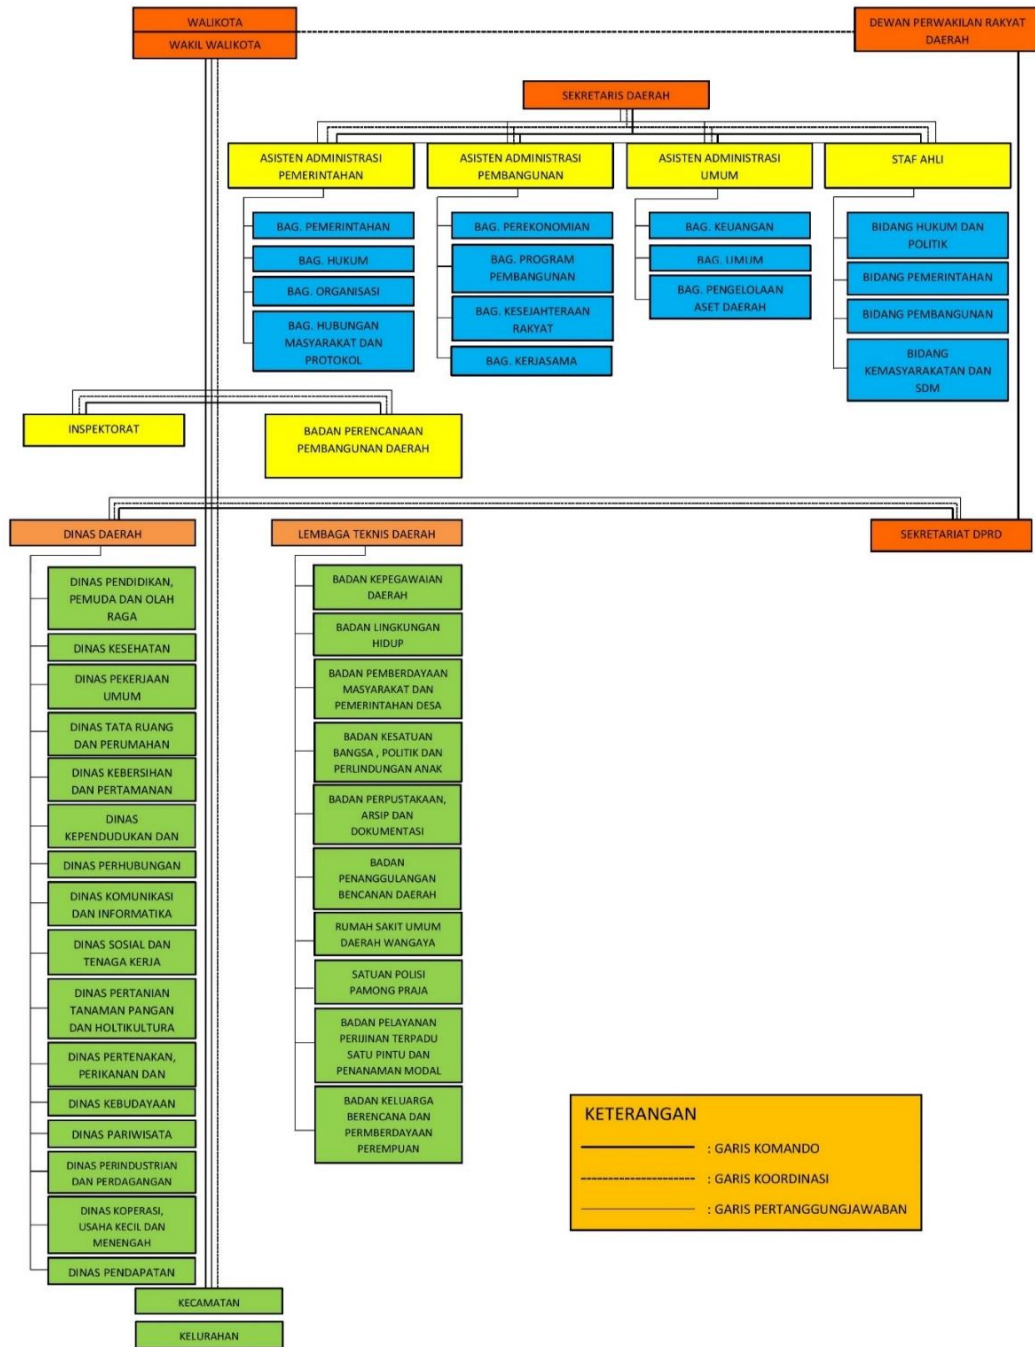 WALIKOTA
WAKIL WALIKOTA
DEWAN PERWAKILAN RAKYAT
DAERAH
SEKRETARIS DAERAH
ASISTEN ADMINISTRASI
PEMERINTAHAN
ASISTEN ADMINISTRASI
PEMBANGUNAN
ASISTEN ADMINISTRASI
UMUM
STAF AHLI
BAG. PEMERINTAHAN
BAG. HUKUM
BAG. ORGANISASI
BAG. HUBUNGAN
MASYARAKAT DAN
PROTOKOL
BAG. PEREKONOMIAN
BAG. PROGRAM
PEMBANGUNAN
BAG. KESEJAHTERAAN
RAKYAT
BAG. KERJASAMA
BAG. KEUANGAN
BAG. UMUM
BAG. PENGELOLAAN
ASET DAERAH
BIDANG HUKUM DAN
POLITIK
BIDANG PEMERINTAHAN
BIDANG PEMBANGUNAN
BIDANG
KEMASYARAKATAN DAN
SDM
INSPEKTORAT
BADAN PERENCANAAN
PEMBANGUNAN DAERAH
DINAS DAERAH
LEMBAGA TEKNIS DAERAH
SEKRETARIAT DPRD
DINAS PENDIDIKAN,
PEMUDA DAN OLAH
RAGA
DINAS KESEHATAN
DINAS PEKERJAAN
UMUM
DINAS TATA RUANG
DAN PERUMAHAN
DINAS KEBERSIHAN
DAN PERTAMANAN
DINAS
KEPENDUDUKAN DAN
DINAS PERHUBUNGAN
DINAS KOMUNIKASI
DAN INFORMATIKA
DINAS SOSIAL DAN
TENAGA KERJA
DINAS PERTANIAN
TANAMAN PANGAN
DAN HOLTIKULTURA
DINAS PERTENAKAN,
PERIKANAN DAN
DINAS KEBUDAYAAN
DINAS PARIWISATA
DINAS PERINDUSTRIAN
DAN PERDAGANGAN
DINAS KOPERASI,
USAHA KECIL DAN
MENENGAH
DINAS PENDAPATAN
BADAN KEPEGAWAIAN
DAERAH
BADAN LINGKUNGAN
HIDUP
BADAN PEMBERDAYAAN
MASYARAKAT DAN
PEMERINTAHAN DESA
BADAN KESATUAN
BANGSA , POLITIK DAN
PERLINDUNGAN ANAK
BADAN PERPUSTAKAAN,
ARSIP DAN
DOKUMENTASI
BADAN
PENANGGULANGAN
BENCANAN DAERAH
RUMAH SAKIT UMUM
DAERAH WANGAYA
SATUAN POLISI
PAMONG PRAJA
BADAN PELAYANAN
PERIJINAN TERPADU
SATU PINTU DAN
PENANAMAN MODAL
BADAN KELUARGA
BERENCANA DAN
PERMBERDAYAAN
PEREMPUAN
KECAMATAN
KELURAHAN
KETERANGAN
: GARIS KOMANDO
: GARIS KOORDINASI
: GARIS PERTANGGUNGJAWABAN